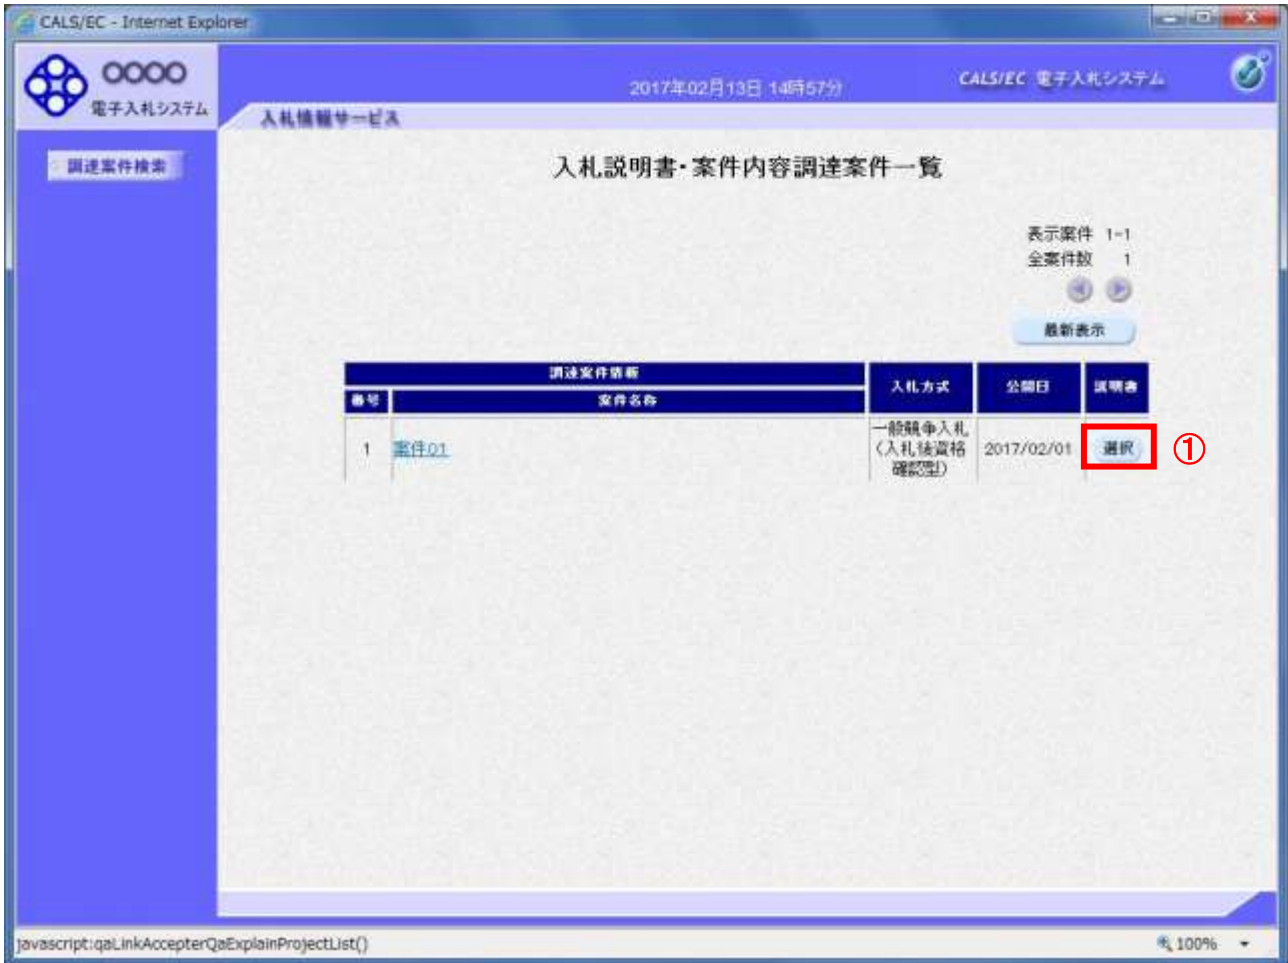 CALS/EC - Internet Explorer
○○○○
電子入札システム
2017年02月13日 14時57分
CALS/EC 電子入札システム
入札情報サービス
調達案件検索
入札説明書・案件内容調達案件一覧
表示案件 1-1
全案件数 1
最新表示
調達案件情報
入札方式 公開日 説明書
番号 案件名称
1 案件01 一般競争入札(入札後資格確認型) 2017/02/01 選択 ①
javascript:qaLinkAccepterQaExplainProjectList()
100%